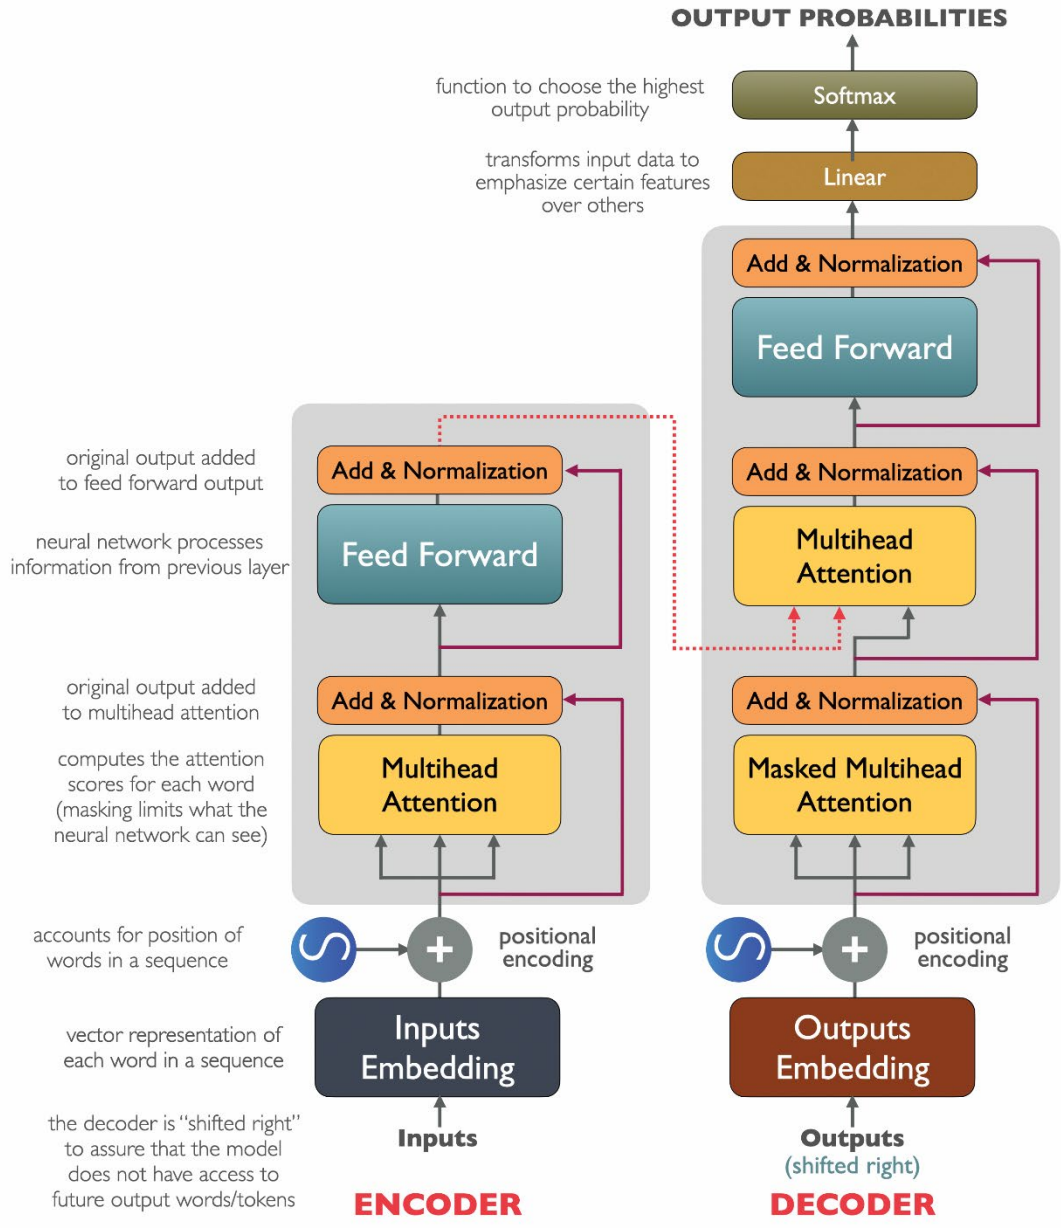 OUTPUT PROBABILITIES
function to choose the highest
output probability
Softmax
transforms input data to
emphasize certain features
over others
Linear
Add & Normalization
Feed Forward
original output added
to feed forward output
Add & Normalization
Add & Normalization
neural network processes
information from previous layer
Feed Forward
Multihead
Attention
original output added
to multihead attention
Add & Normalization
Add & Normalization
computes the attention
scores for each word
(masking limits what the
neural network can see)
Multihead
Attention
Masked Multihead
Attention
accounts for position of
words in a sequence
+
positional
encoding
+
positional
encoding
vector representation of
each word in a sequence
Inputs
Embedding
Outputs
Embedding
the decoder is “shifted right”
to assure that the model
does not have access to
future output words/tokens
Inputs
Outputs
(shifted right)
ENCODER
DECODER